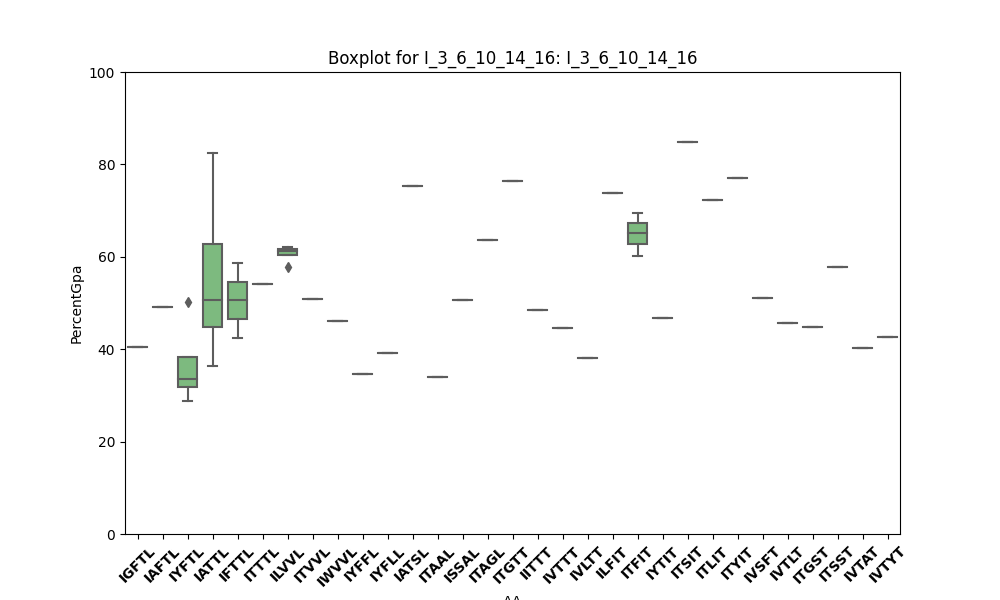 Boxplot for I_3_6_10_14_16: I_3_6_10_14_16
100
80
60
40
20
0
PercentGpa
IGFTL
IAFTL
IYFTL
IATTL
IFTTL
ITTTL
ILVVL
ITVVL
IWVVL
IYFFL
IYFLL
IATSL
ITAAL
ISSAL
ITAGL
ITGTT
IITTT
IVTTT
IVLTT
ILFIT
ITFIT
IYTIT
ITSIT
ITLIT
ITYIT
IVSFT
IVTLT
ITGST
ITSST
IVTAT
IVTYT
AA